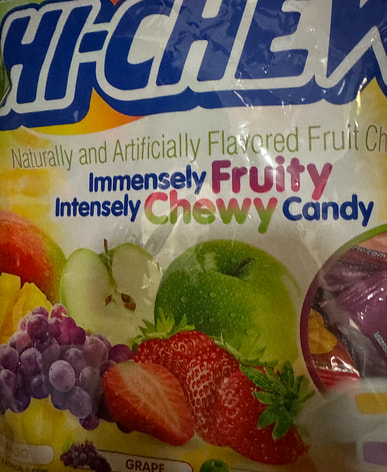 HI-CHEW
Naturally and Artificially Flavored Fruit Ch
Immensely Fruity
Intensely Chewy Candy
GRAPE